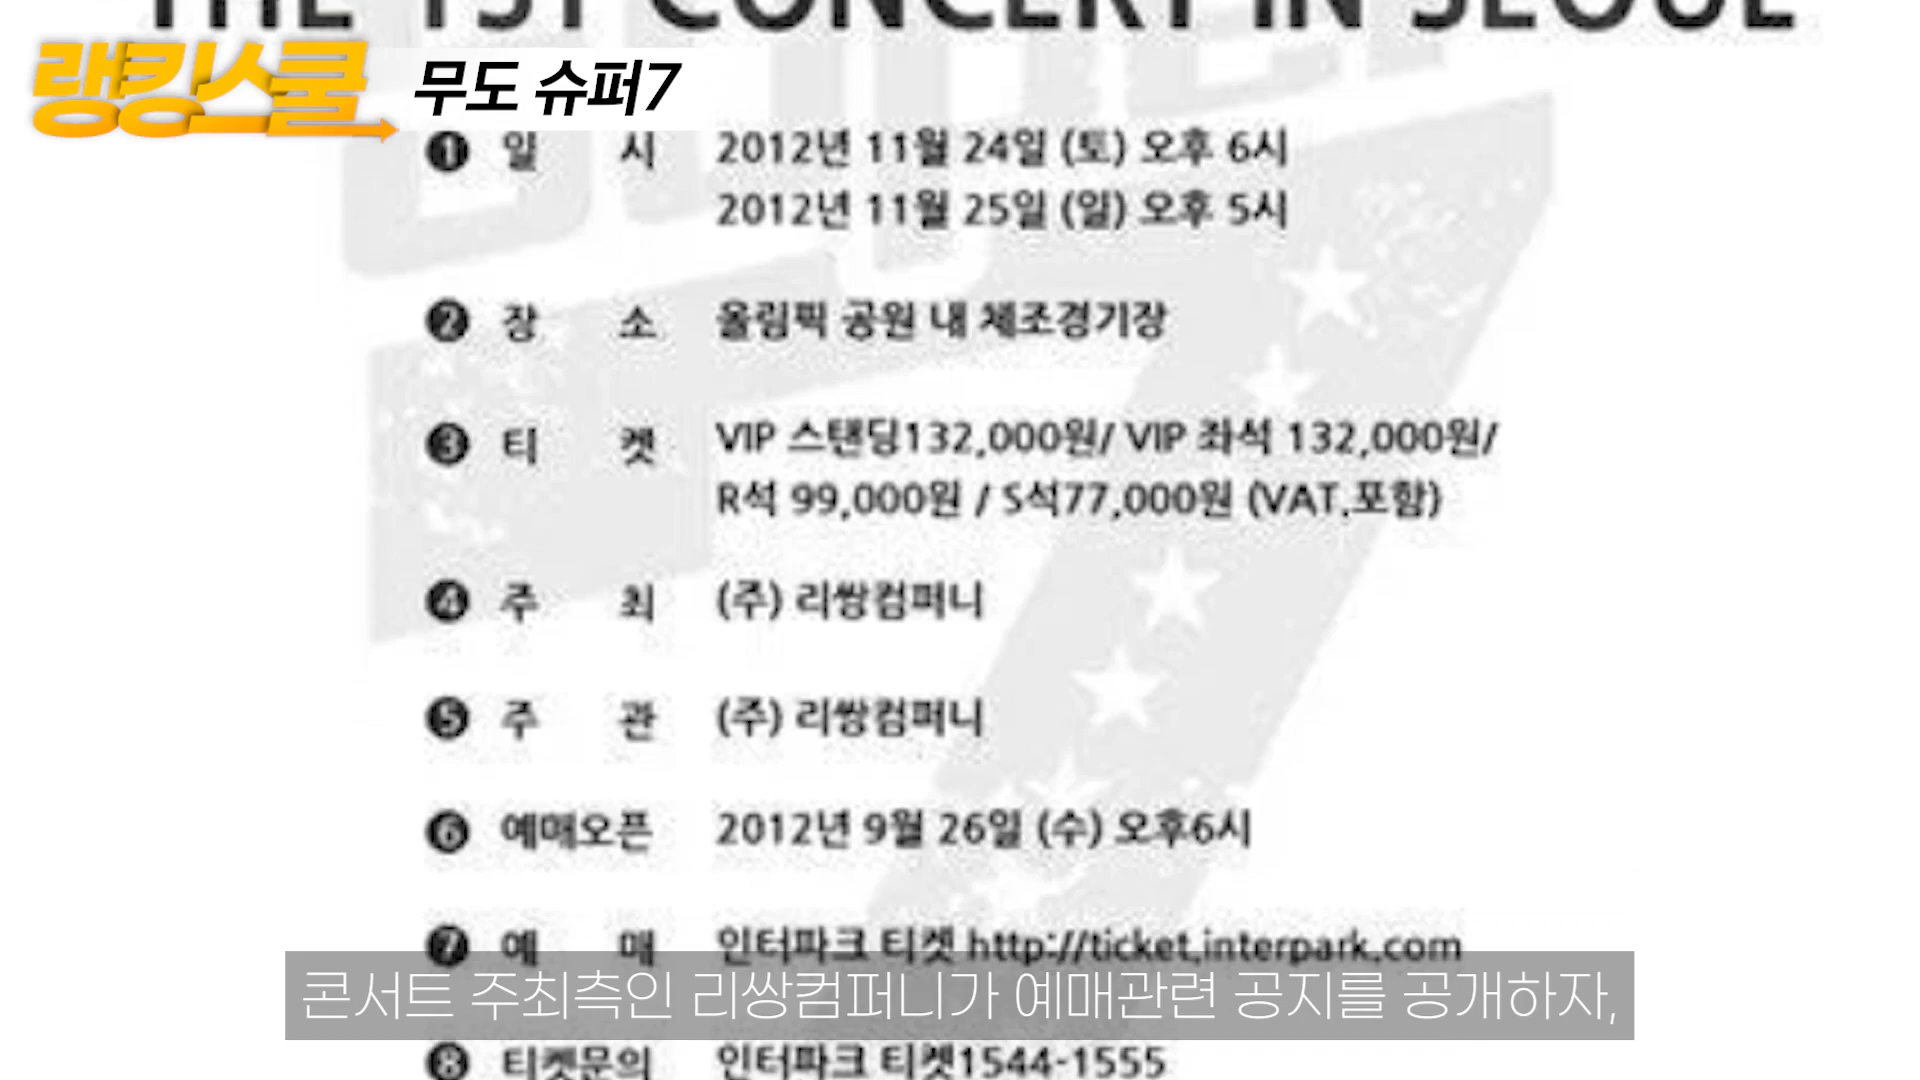 THE 1ST CONCERT IN SEOUL
랭킹스쿨
무도 슈퍼7
❶ 일 시 2012년 11월 24일 (토) 오후 6시
2012년 11월 25일 (일) 오후 5시
❷ 장 소 올림픽 공원 내 체조경기장
❸ 티 켓 VIP 스탠딩132,000원/ VIP 좌석 132,000원/
R석 99,000원 / S석77,000원 (VAT.포함)
❹ 주 최 (주) 리쌍컴퍼니
❺ 주 관 (주) 리쌍컴퍼니
❻ 예매오픈 2012년 9월 26일 (수) 오후6시
❼ 예 매 인터파크 티켓 http://ticket.interpark.com
콘서트 주최측인 리쌍컴퍼니가 예매관련 공지를 공개하자,
❽ 티켓문의 인터파크 티켓1544-1555